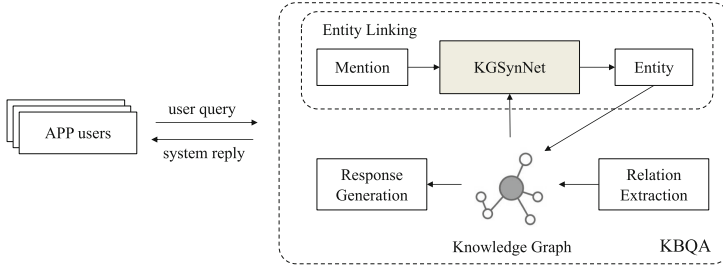 Entity Linking
Mention
KGSynNet
Entity
user query
APP users
system reply
Response
Generation
Relation
Extraction
Knowledge Graph
KBQA